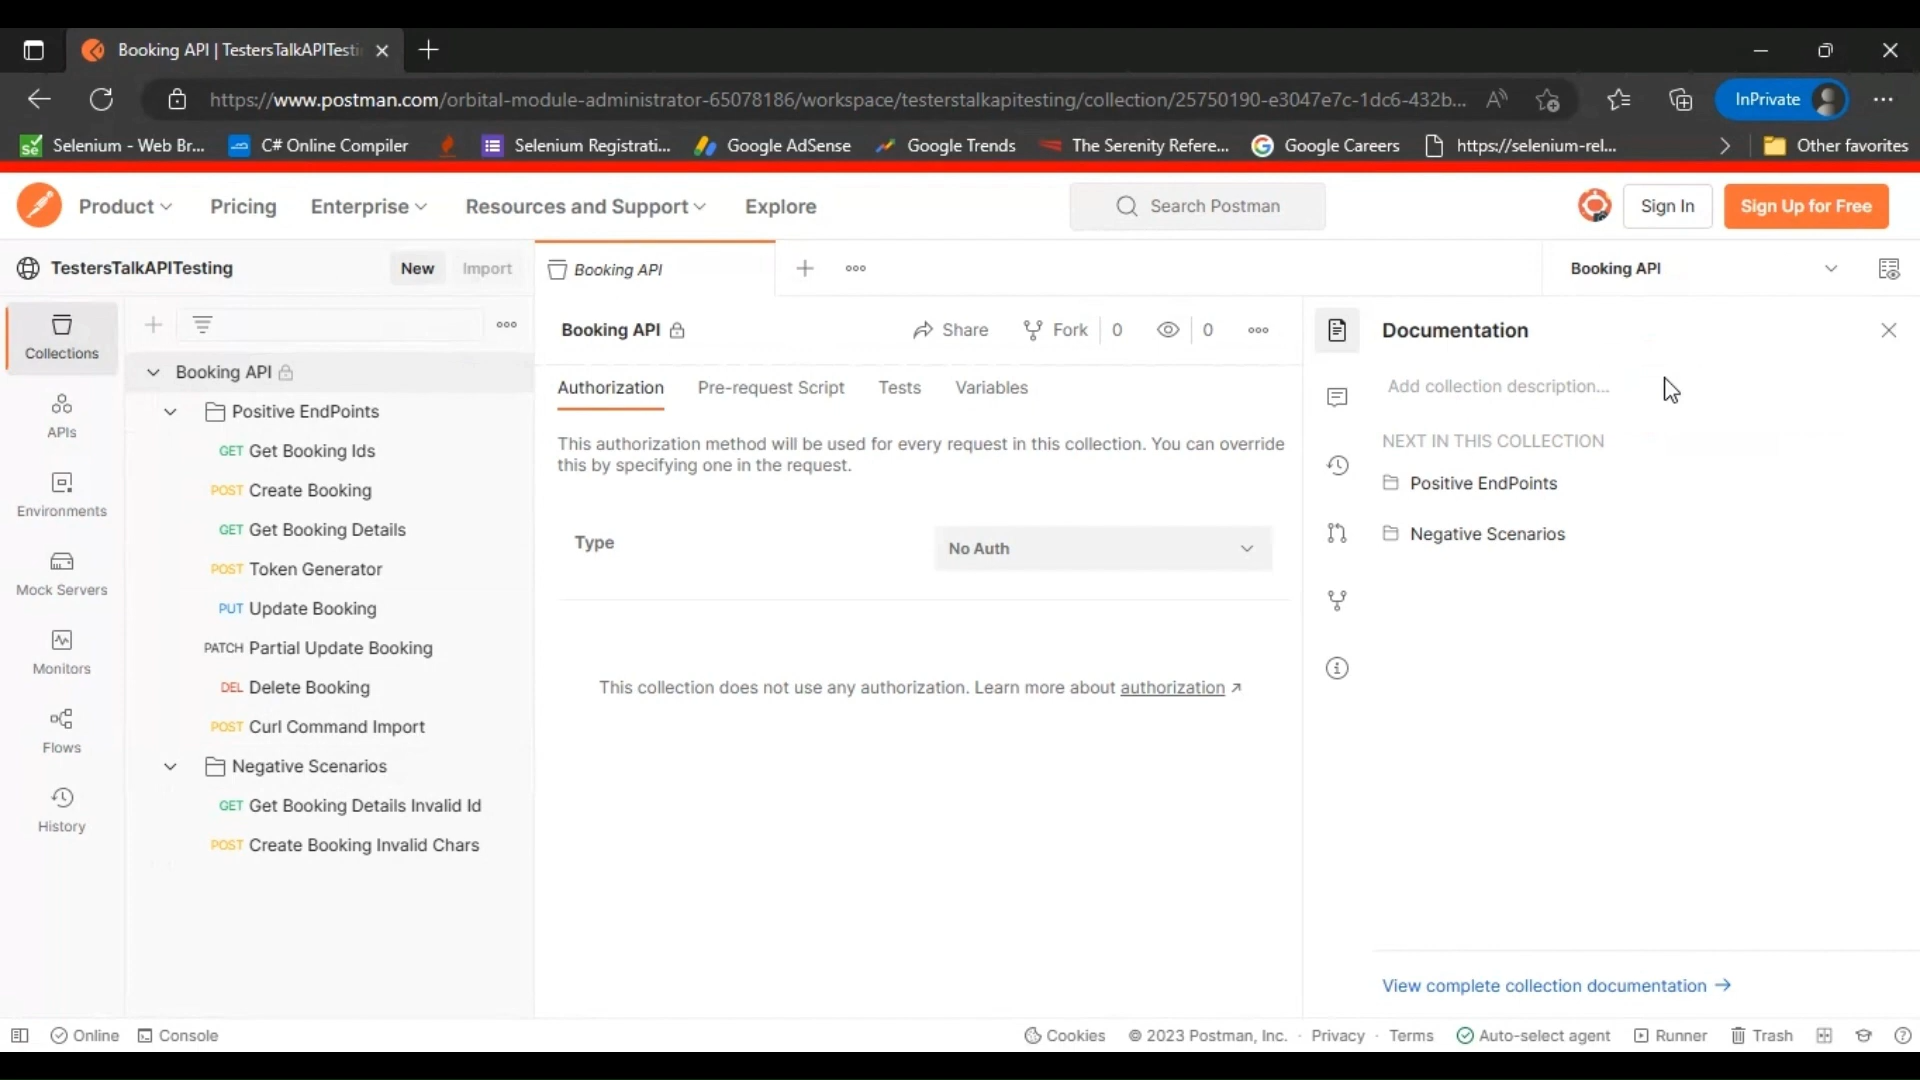 Booking API | TestersTalkAPITesti
https://www.postman.com/orbital-module-administrator-65078186/workspace/testerstalkapitesting/collection/25750190-e3047e7c-1dc6-432b...
InPrivate
Selenium - Web Br...
C# Online Compiler
Selenium Registrati...
Google AdSense
Google Trends
The Serenity Refere...
Google Careers
https://selenium-rel...
Other favorites
Product
Pricing
Enterprise
Resources and Support
Explore
Search Postman
Sign In
Sign Up for Free
TestersTalkAPITesting
New
Import
Booking API
Booking API
Collections
APIs
Environments
Mock Servers
Monitors
Flows
History
Booking API
Positive EndPoints
GET Get Booking Ids
POST Create Booking
GET Get Booking Details
POST Token Generator
PUT Update Booking
PATCH Partial Update Booking
DEL Delete Booking
POST Curl Command Import
Negative Scenarios
GET Get Booking Details Invalid Id
POST Create Booking Invalid Chars
Booking API
Share
Fork
0
0
Authorization
Pre-request Script
Tests
Variables
This authorization method will be used for every request in this collection. You can override
this by specifying one in the request.
Type
No Auth
This collection does not use any authorization. Learn more about authorization
Documentation
Add collection description...
NEXT IN THIS COLLECTION
Positive EndPoints
Negative Scenarios
View complete collection documentation
Online
Console
Cookies
© 2023 Postman, Inc.
· Privacy
· Terms
Auto-select agent
Runner
Trash